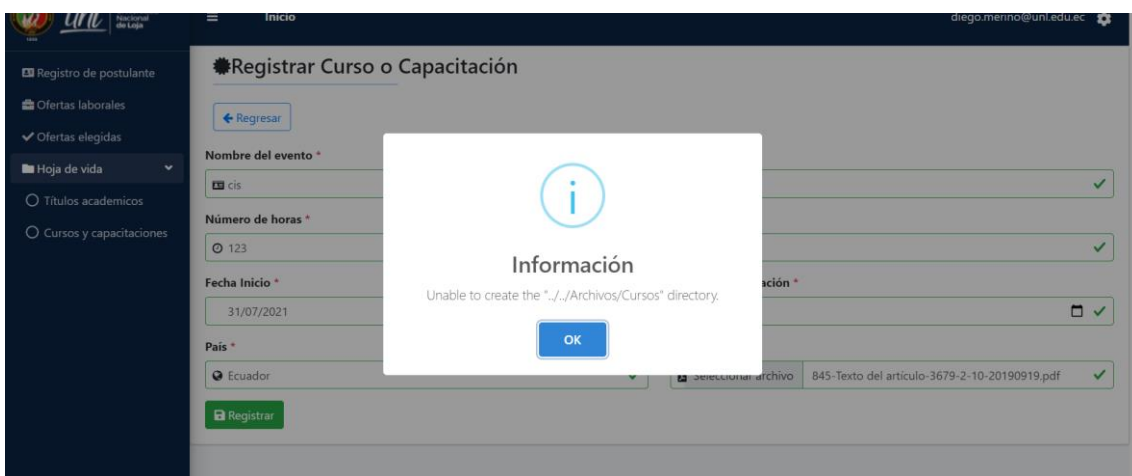 unl
Nacional
de Loja
Inicio
diego.merino@unl.edu.ec
Registro de postulante
Ofertas laborales
Ofertas elegidas
Hoja de vida
Títulos academicos
Cursos y capacitaciones
Registrar Curso o Capacitación
Regresar
Nombre del evento *
cis
Número de horas *
123
Fecha Inicio *
31/07/2021
ación *
País *
Ecuador
Seleccionar archivo 845-Texto del artículo-3679-2-10-20190919.pdf
Registrar
i
Información
Unable to create the "../../Archivos/Cursos" directory.
OK